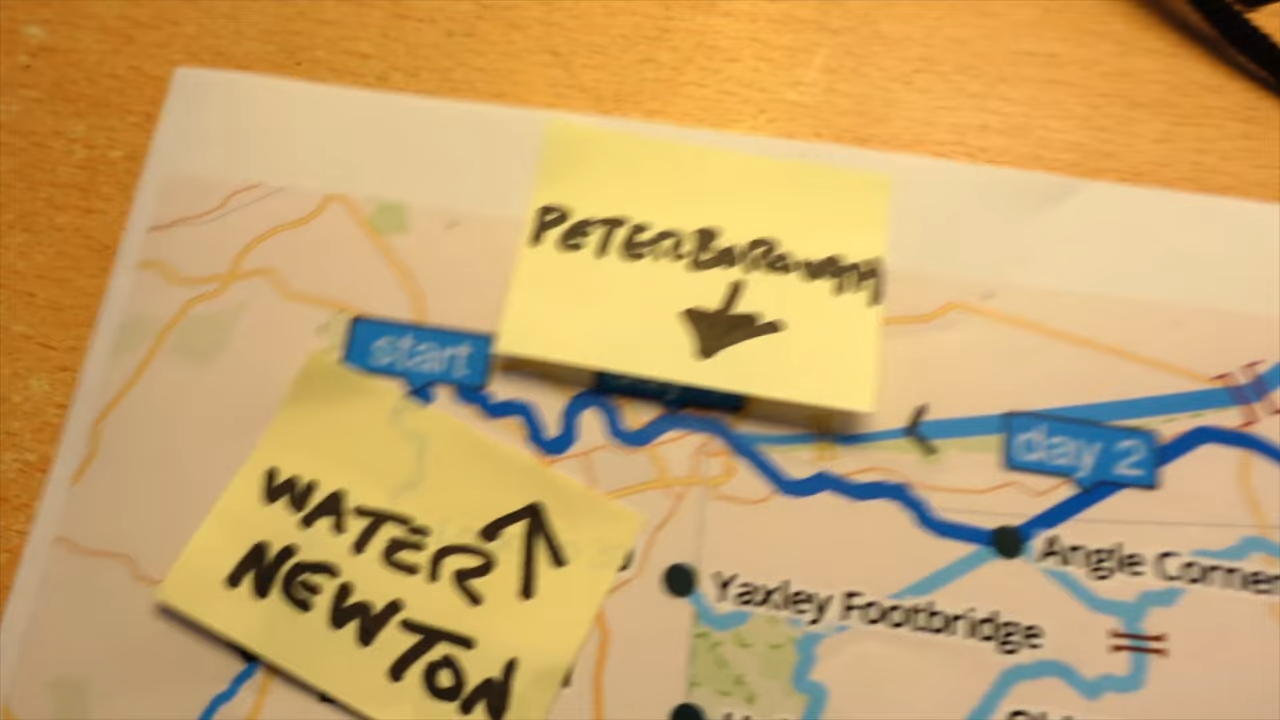 PETERBOROUGH
start
day 2
WATER
NEWTON
Angle Corner
Yaxley Footbridge